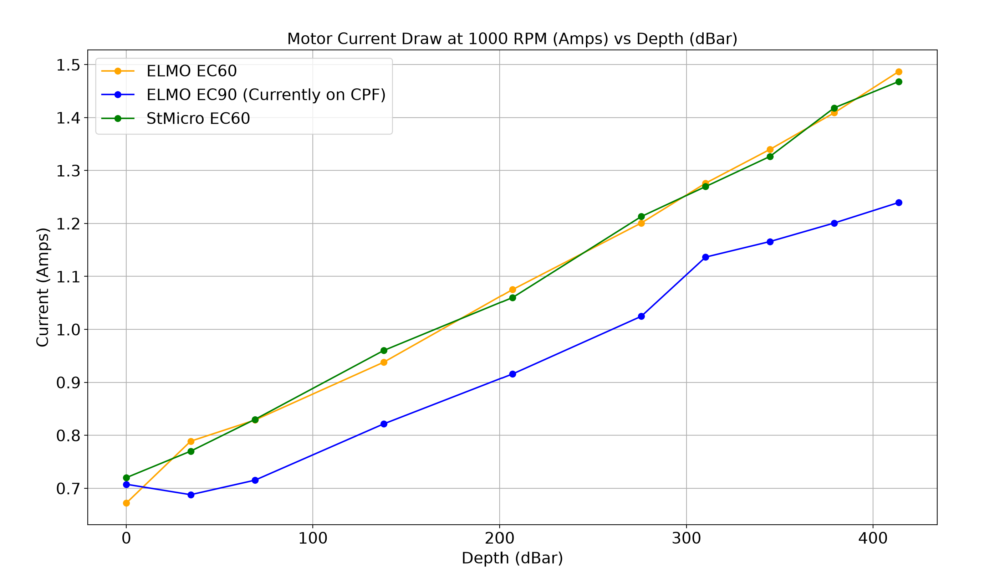 Motor Current Draw at 1000 RPM (Amps) vs Depth (dBar)
ELMO EC60
ELMO EC90 (Currently on CPF)
StMicro EC60
1.5
1.4
1.3
1.2
1.1
1.0
0.9
0.8
0.7
Current (Amps)
0 100 200 300 400
Depth (dBar)